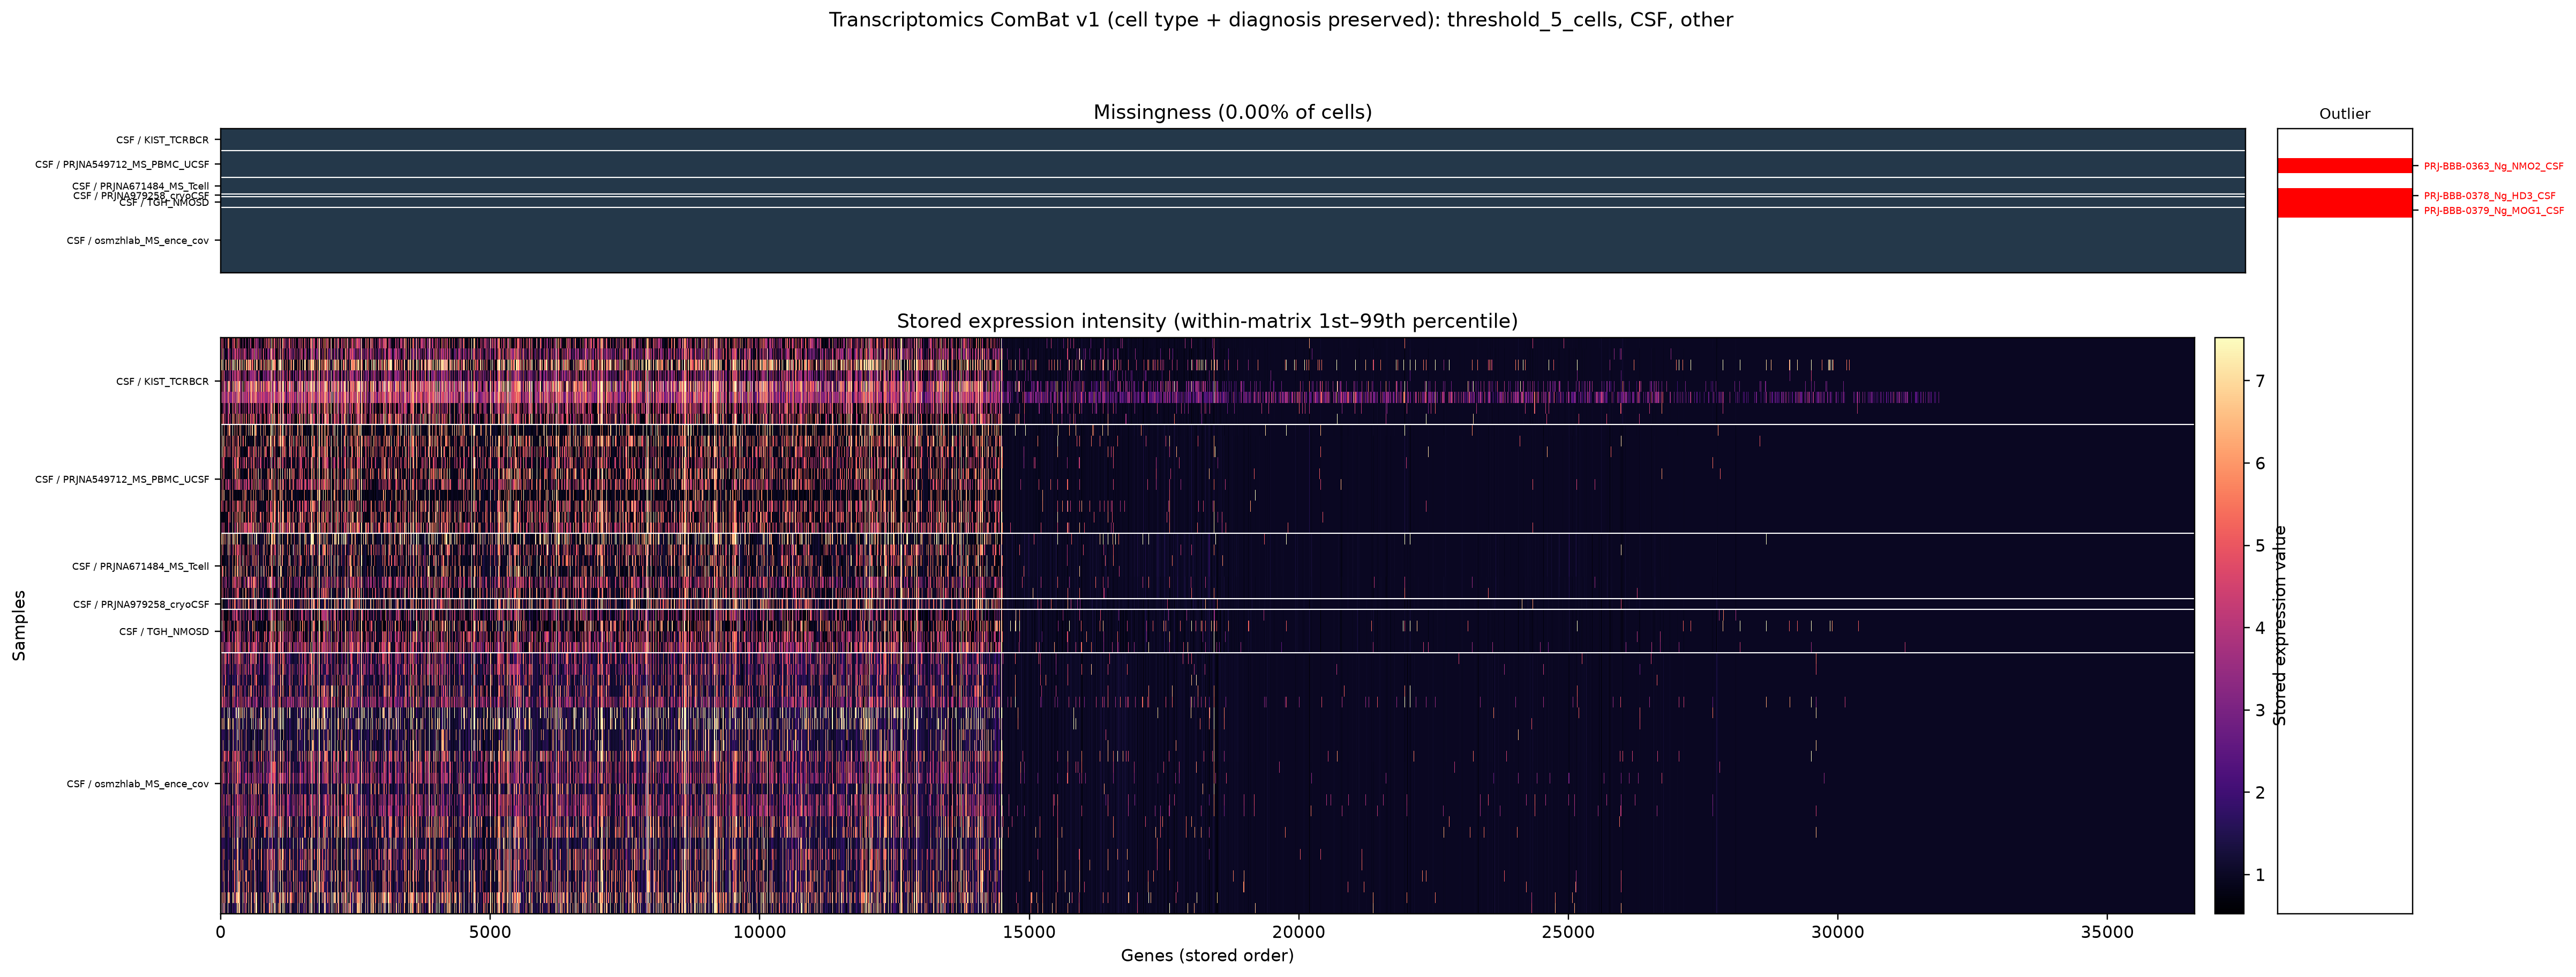 Transcriptomics ComBat v1 (cell type + diagnosis preserved): threshold_5_cells, CSF, other
Missingness (0.00% of cells)
Outlier
CSF / KIST_TCRBCR
CSF / PRJNA549712_MS_PBMC_UCSF
CSF / PRJNA671484_MS_Tcell
CSF / PRJNA979258_cryoCSF
CSF / TGH_NMOSD
CSF / osmzhlab_MS_ence_cov
PRJ-BBB-0363_Ng_NMO2_CSF
PRJ-BBB-0378_Ng_HD3_CSF
PRJ-BBB-0379_Ng_MOG1_CSF
Stored expression intensity (within-matrix 1st–99th percentile)
Samples
CSF / KIST_TCRBCR
CSF / PRJNA549712_MS_PBMC_UCSF
CSF / PRJNA671484_MS_Tcell
CSF / PRJNA979258_cryoCSF
CSF / TGH_NMOSD
CSF / osmzhlab_MS_ence_cov
7
6
5
4
3
2
1
Stored expression value
0 5000 10000 15000 20000 25000 30000 35000
Genes (stored order)